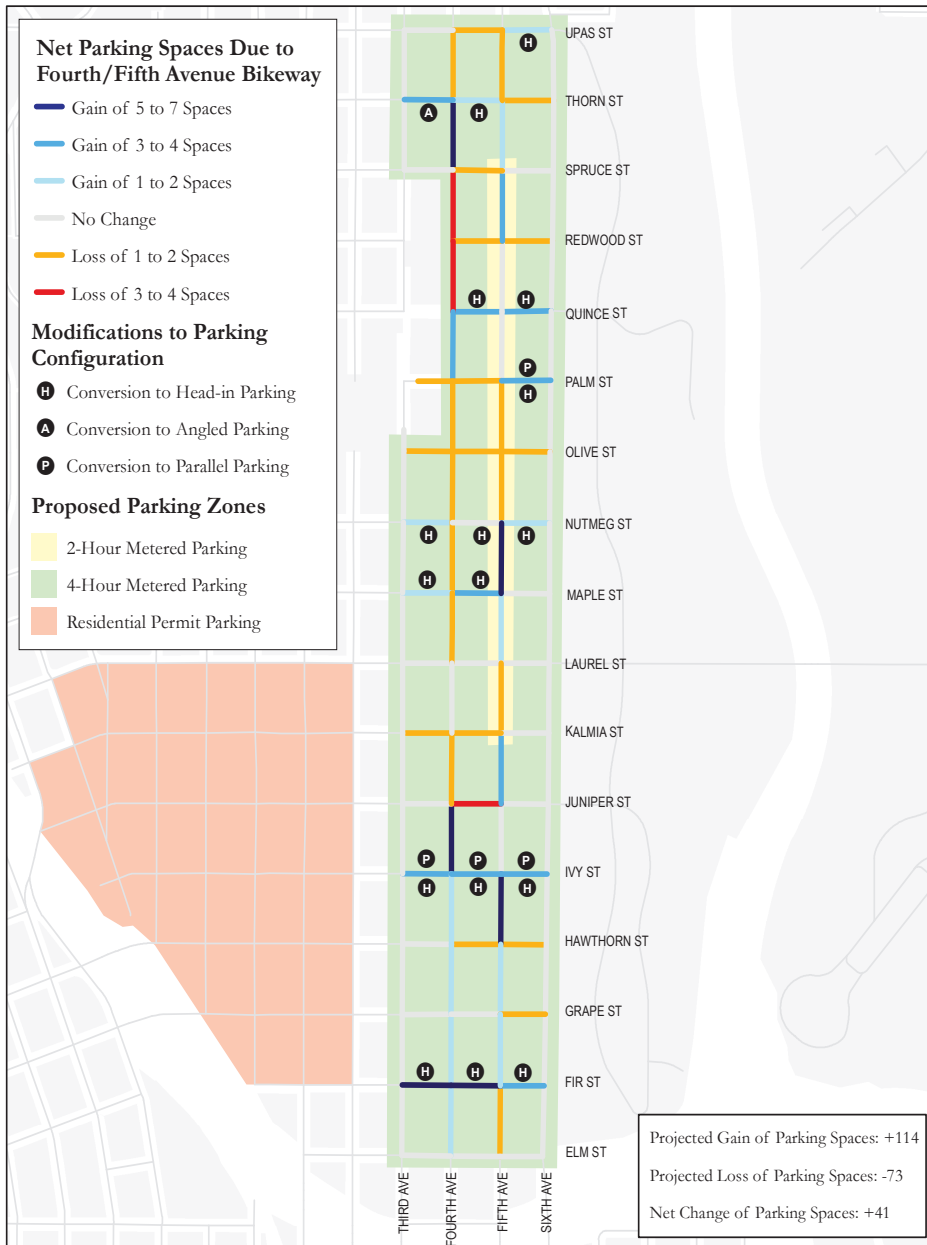 Net Parking Spaces Due to
Fourth/Fifth Avenue Bikeway
Gain of 5 to 7 Spaces
Gain of 3 to 4 Spaces
Gain of 1 to 2 Spaces
No Change
Loss of 1 to 2 Spaces
Loss of 3 to 4 Spaces
Modifications to Parking
Configuration
H Conversion to Head-in Parking
A Conversion to Angled Parking
P Conversion to Parallel Parking
Proposed Parking Zones
2-Hour Metered Parking
4-Hour Metered Parking
Residential Permit Parking
UPAS ST
H
THORN ST
A H
SPRUCE ST
REDWOOD ST
H H
QUINCE ST
P
PALM ST
H
OLIVE ST
NUTMEG ST
H H H
H H
MAPLE ST
LAUREL ST
KALMIA ST
JUNIPER ST
P P P
IVY ST
H H H
HAWTHORN ST
GRAPE ST
H H H
FIR ST
ELM ST
THIRD AVE
FOURTH AVE
FIFTH AVE
SIXTH AVE
Projected Gain of Parking Spaces: +114
Projected Loss of Parking Spaces: -73
Net Change of Parking Spaces: +41